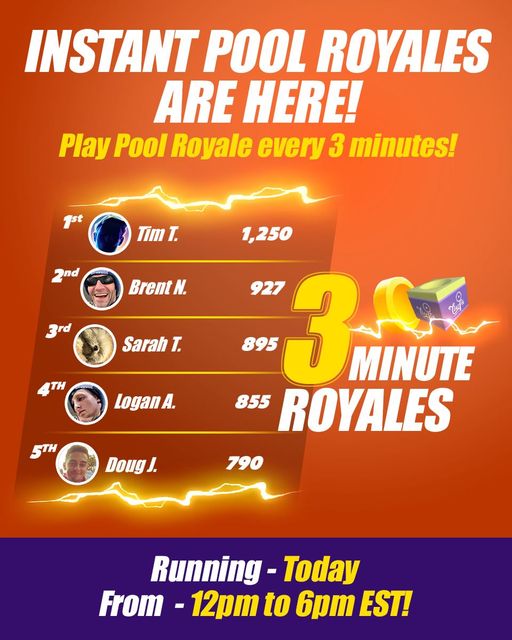 INSTANT POOL ROYALES
ARE HERE!
Play Pool Royale every 3 minutes!
1st Tim T. 1,250
2nd Brent N. 927
3rd Sarah T. 895
4TH Logan A. 855
5TH Doug J. 790
3 MINUTE
ROYALES
Running - Today
From - 12pm to 6pm EST!